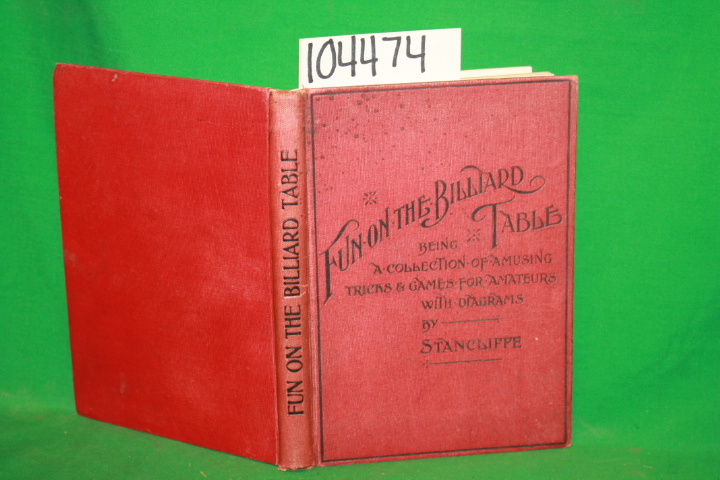 104474
FUN ON THE BILLIARD TABLE
FUN·ON·THE·BILLIARD
TABLE
BEING
A·COLLECTION·OF·AMUSING
TRICKS & GAMES·FOR·AMATEURS
WITH·DIAGRAMS
BY
STANCLIFFE